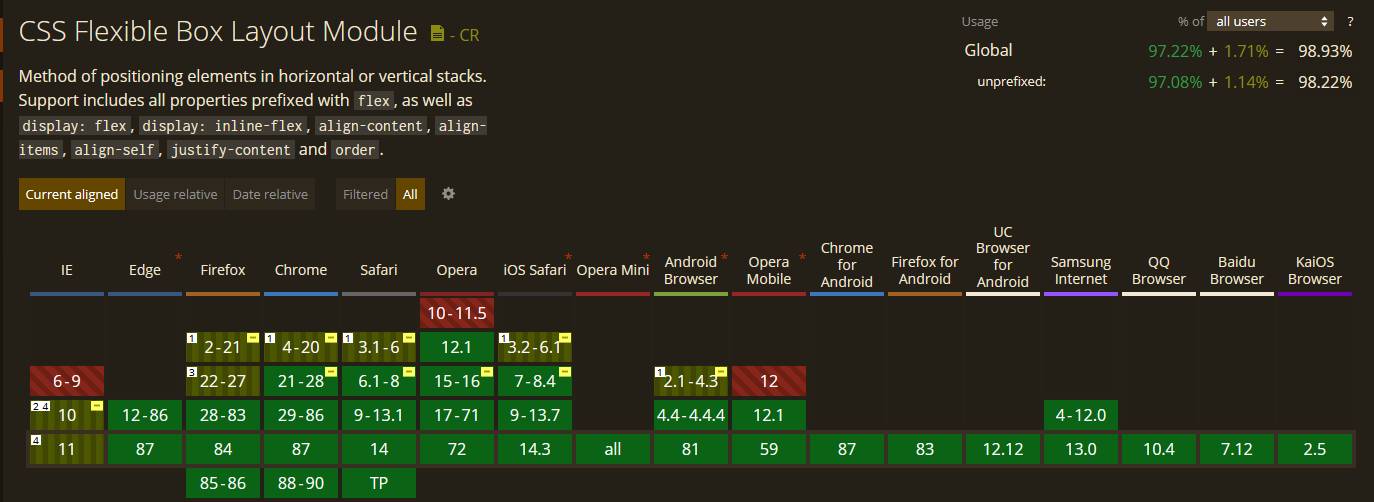 CSS Flexible Box Layout Module - CR
Usage % of all users ?
Global 97.22% + 1.71% = 98.93%
unprefixed: 97.08% + 1.14% = 98.22%
Method of positioning elements in horizontal or vertical stacks.
Support includes all properties prefixed with flex, as well as
display: flex, display: inline-flex, align-content, align-
items, align-self, justify-content and order.
Current aligned Usage relative Date relative Filtered All
IE Edge * Firefox Chrome Safari Opera iOS Safari * Opera Mini * Android Browser * Opera Mobile * Chrome for Android Firefox for Android UC Browser for Android Samsung Internet QQ Browser Baidu Browser KaiOS Browser
10-11.5
1 2-21 1 4-20 1 3.1-6 12.1 1 3.2-6.1
6-9 3 22-27 21-28 6.1-8 15-16 7-8.4 1 2.1-4.3 12
2 4 10 12-86 28-83 29-86 9-13.1 17-71 9-13.7 4.4-4.4.4 12.1 4-12.0
4 11 87 84 87 14 72 14.3 all 81 59 87 83 12.12 13.0 10.4 7.12 2.5
85-86 88-90 TP